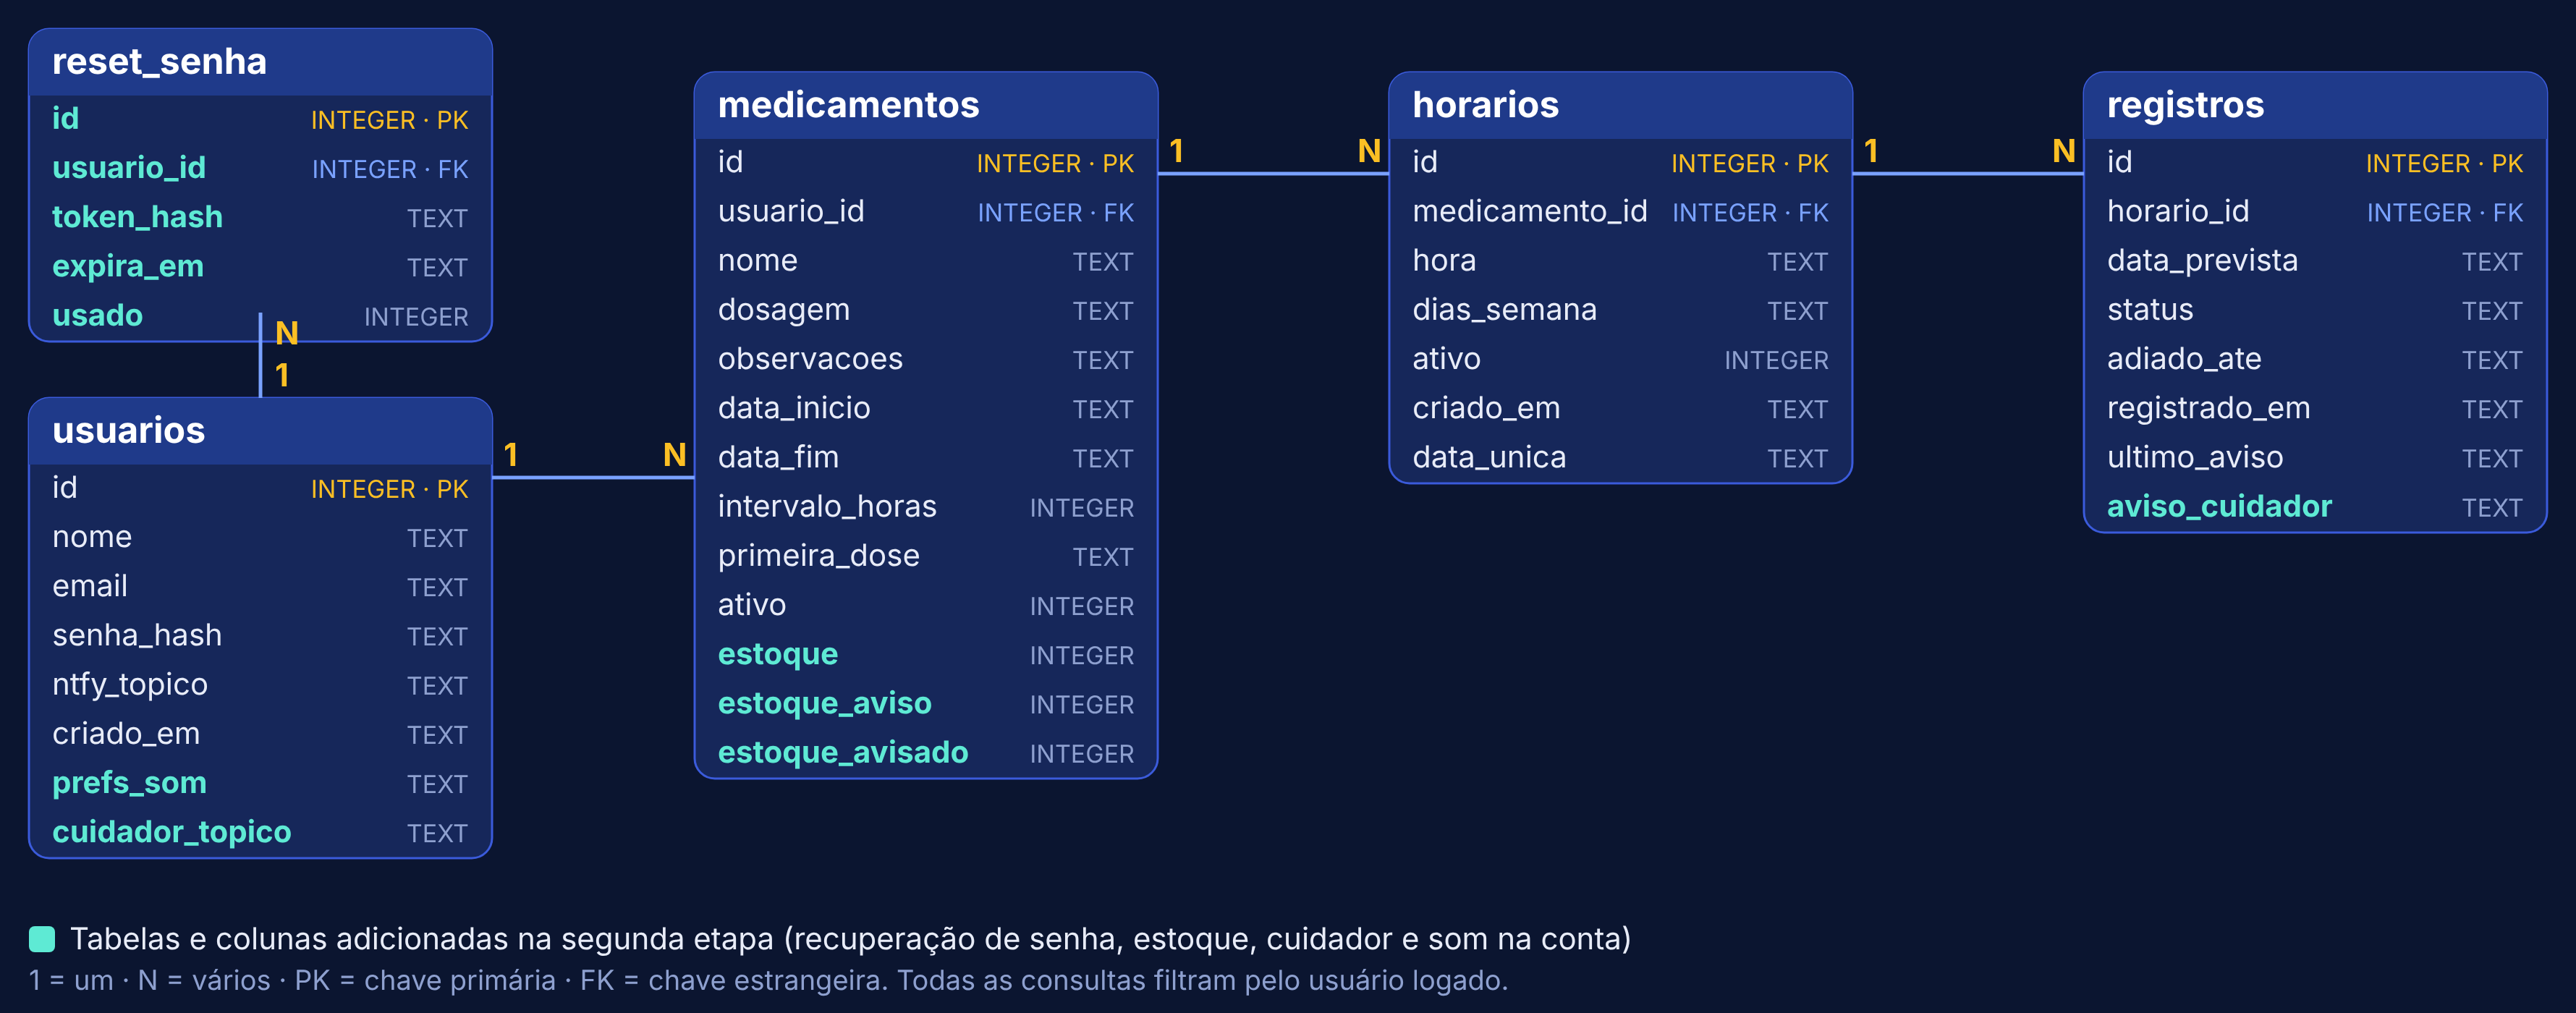 reset_senha
id INTEGER · PK
usuario_id INTEGER · FK
token_hash TEXT
expira_em TEXT
usado INTEGER
N
1
usuarios
id INTEGER · PK
nome TEXT
email TEXT
senha_hash TEXT
ntfy_topico TEXT
criado_em TEXT
prefs_som TEXT
cuidador_topico TEXT
1 N
medicamentos
id INTEGER · PK
usuario_id INTEGER · FK
nome TEXT
dosagem TEXT
observacoes TEXT
data_inicio TEXT
data_fim TEXT
intervalo_horas INTEGER
primeira_dose TEXT
ativo INTEGER
estoque INTEGER
estoque_aviso INTEGER
estoque_avisado INTEGER
1 N
horarios
id INTEGER · PK
medicamento_id INTEGER · FK
hora TEXT
dias_semana TEXT
ativo INTEGER
criado_em TEXT
data_unica TEXT
1 N
registros
id INTEGER · PK
horario_id INTEGER · FK
data_prevista TEXT
status TEXT
adiado_ate TEXT
registrado_em TEXT
ultimo_aviso TEXT
aviso_cuidador TEXT
Tabelas e colunas adicionadas na segunda etapa (recuperação de senha, estoque, cuidador e som na conta)
1 = um · N = vários · PK = chave primária · FK = chave estrangeira. Todas as consultas filtram pelo usuário logado.